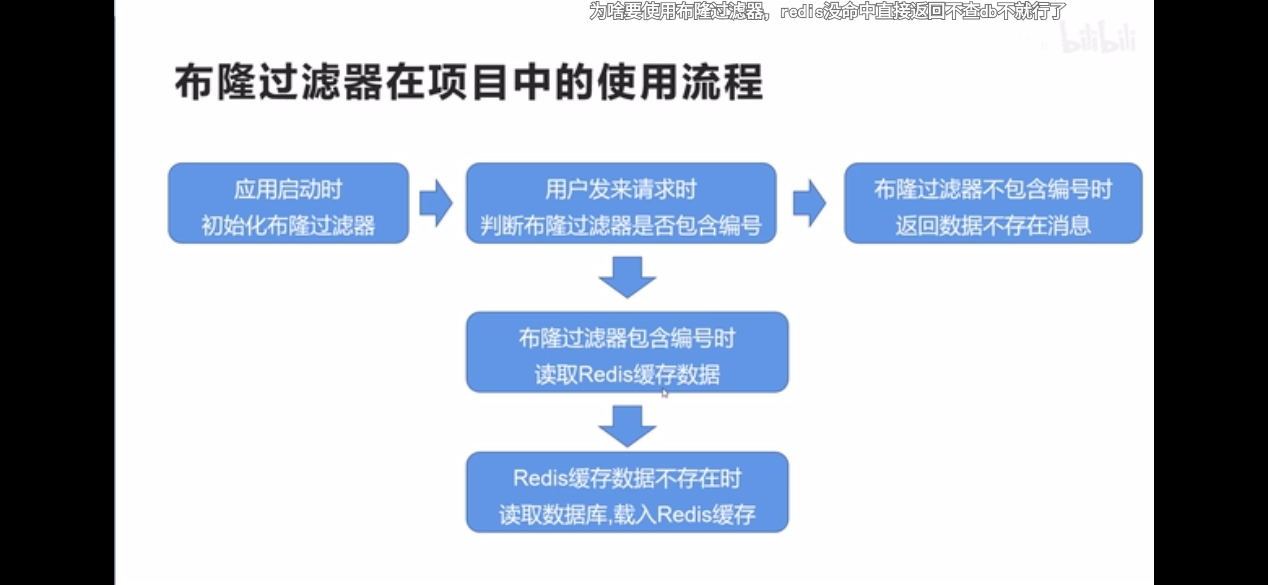 为啥要使用布隆过滤器，redis没命中直接返回不查db不就行了
bilibili
布隆过滤器在项目中的使用流程
应用启动时
初始化布隆过滤器
用户发来请求时
判断布隆过滤器是否包含编号
布隆过滤器不包含编号时
返回数据不存在消息
布隆过滤器包含编号时
读取Redis缓存数据
Redis缓存数据不存在时
读取数据库,载入Redis缓存